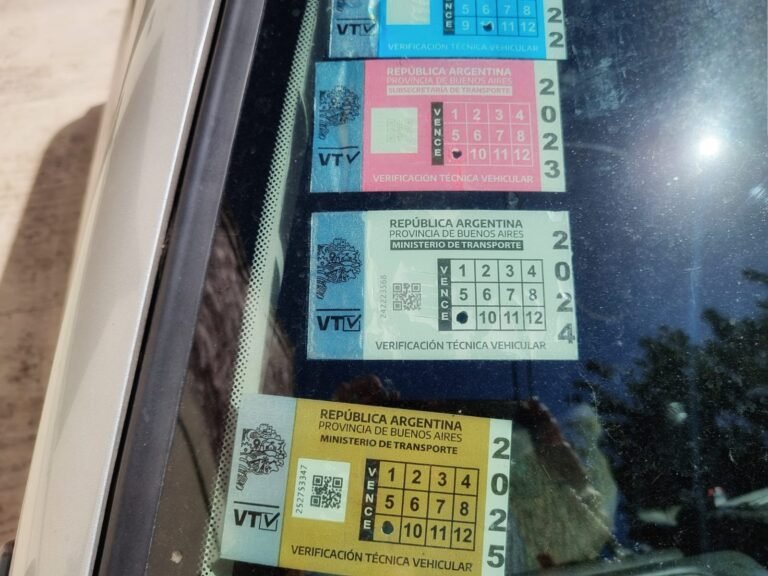 VENCE
5 6 7 8
9 11 12
22
VTV
VERIFICACIÓN TÉCNICA VEHICULAR
REPÚBLICA ARGENTINA
PROVINCIA DE BUENOS AIRES
SUBSECRETARÍA DE TRANSPORTE
VENCE
1 2 3 4
5 6 7 8
10 11 12
2023
VTV
VERIFICACIÓN TÉCNICA VEHICULAR
REPÚBLICA ARGENTINA
PROVINCIA DE BUENOS AIRES
MINISTERIO DE TRANSPORTE
242223568
VENCE
1 2 3 4
5 6 7 8
10 11 12
2024
VTV
VERIFICACIÓN TÉCNICA VEHICULAR
REPÚBLICA ARGENTINA
PROVINCIA DE BUENOS AIRES
MINISTERIO DE TRANSPORTE
252753347
VENCE
1 2 3 4
5 6 7 8
10 11 12
2025
VTV
VERIFICACIÓN TÉCNICA VEHICULAR